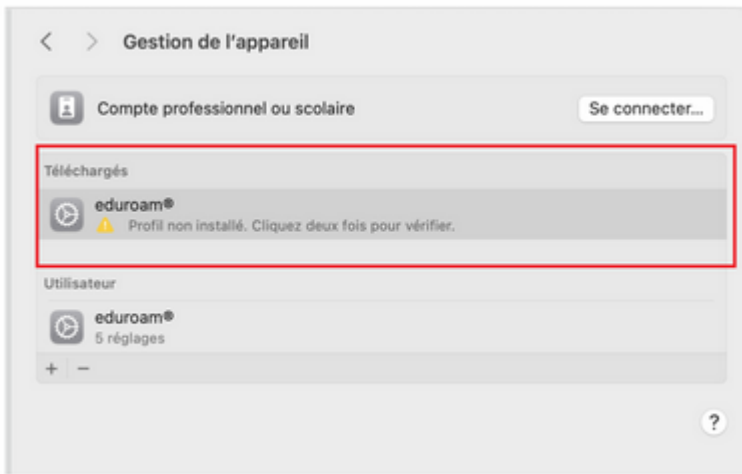 Gestion de l'appareil
Compte professionnel ou scolaire
Se connecter...
Téléchargés
eduroam®
Profil non installé. Cliquez deux fois pour vérifier.
Utilisateur
eduroam®
5 réglages
+ −
?